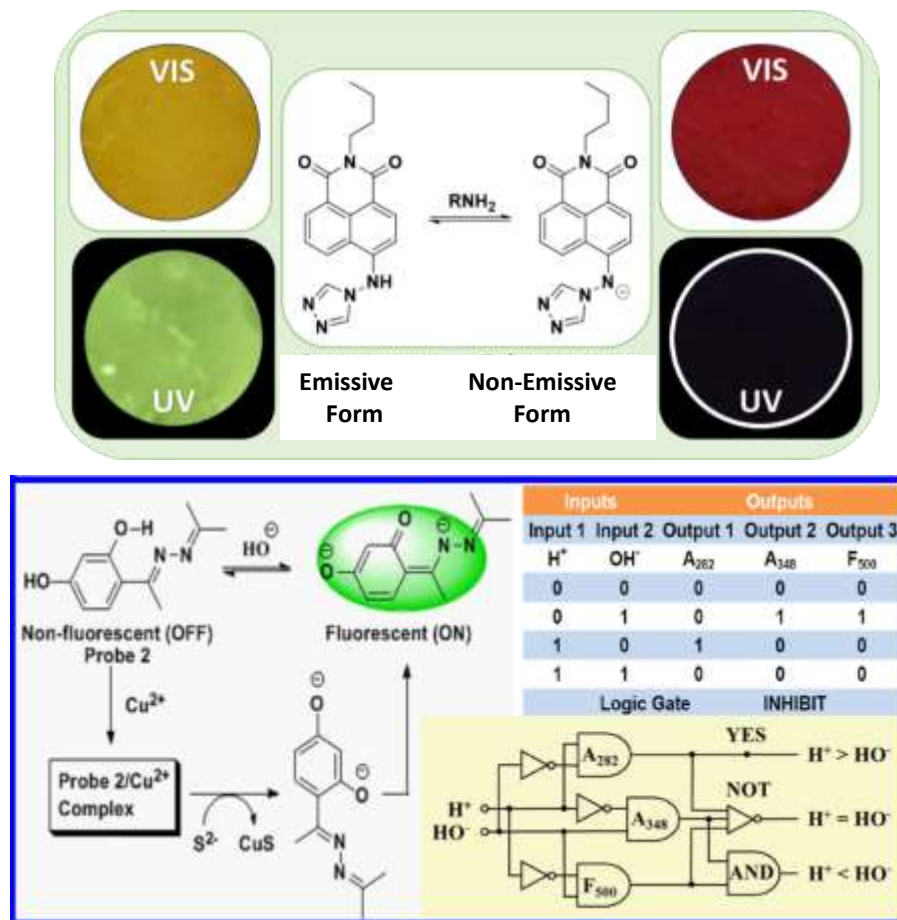 VIS
VIS
O
N
O
O
N
O
RNH₂
NH
N
N
N–N
N
⊖
N
N–N
UV
UV
Emissive
Form
Non-Emissive
Form
O-H
HO
N-N
HO⊖
⊖
O
O
⊖
N-N
Non-fluorescent (OFF)
Probe 2
Fluorescent (ON)
Cu²⁺
Probe 2/Cu²⁺
Complex
S²⁻
CuS
⊖
O
O
⊖
N
N
Inputs Outputs
Input 1 Input 2 Output 1 Output 2 Output 3
H⁺ OH⁻ A₂₈₂ A₃₄₈ F₅₀₀
0 0 0 0 0
0 1 0 1 1
1 0 1 0 0
1 1 0 0 0
Logic Gate INHIBIT
A₂₈₂
YES
H⁺ > HO⁻
H⁺
HO⁻
A₃₄₈
NOT
H⁺ = HO⁻
F₅₀₀
AND
H⁺ < HO⁻